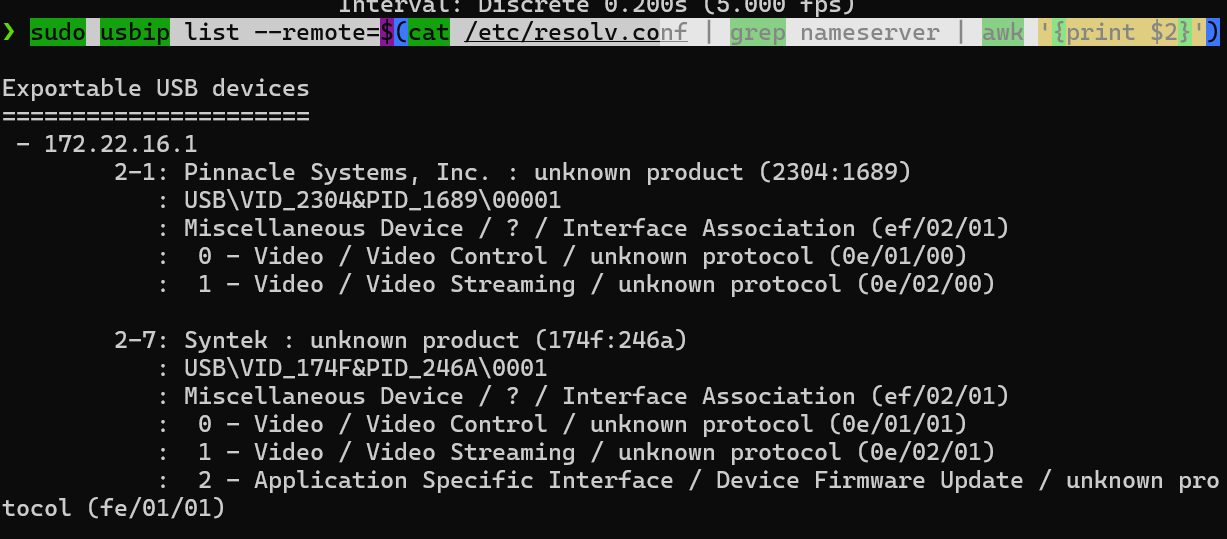 Interval: Discrete 0.200s (5.000 fps)
❯ sudo usbip list --remote=$(cat /etc/resolv.conf | grep nameserver | awk '{print $2}')
Exportable USB devices
======================
- 172.22.16.1
2-1: Pinnacle Systems, Inc. : unknown product (2304:1689)
: USB\VID_2304&PID_1689\00001
: Miscellaneous Device / ? / Interface Association (ef/02/01)
: 0 - Video / Video Control / unknown protocol (0e/01/00)
: 1 - Video / Video Streaming / unknown protocol (0e/02/00)
2-7: Syntek : unknown product (174f:246a)
: USB\VID_174F&PID_246A\0001
: Miscellaneous Device / ? / Interface Association (ef/02/01)
: 0 - Video / Video Control / unknown protocol (0e/01/01)
: 1 - Video / Video Streaming / unknown protocol (0e/02/01)
: 2 - Application Specific Interface / Device Firmware Update / unknown pro
tocol (fe/01/01)